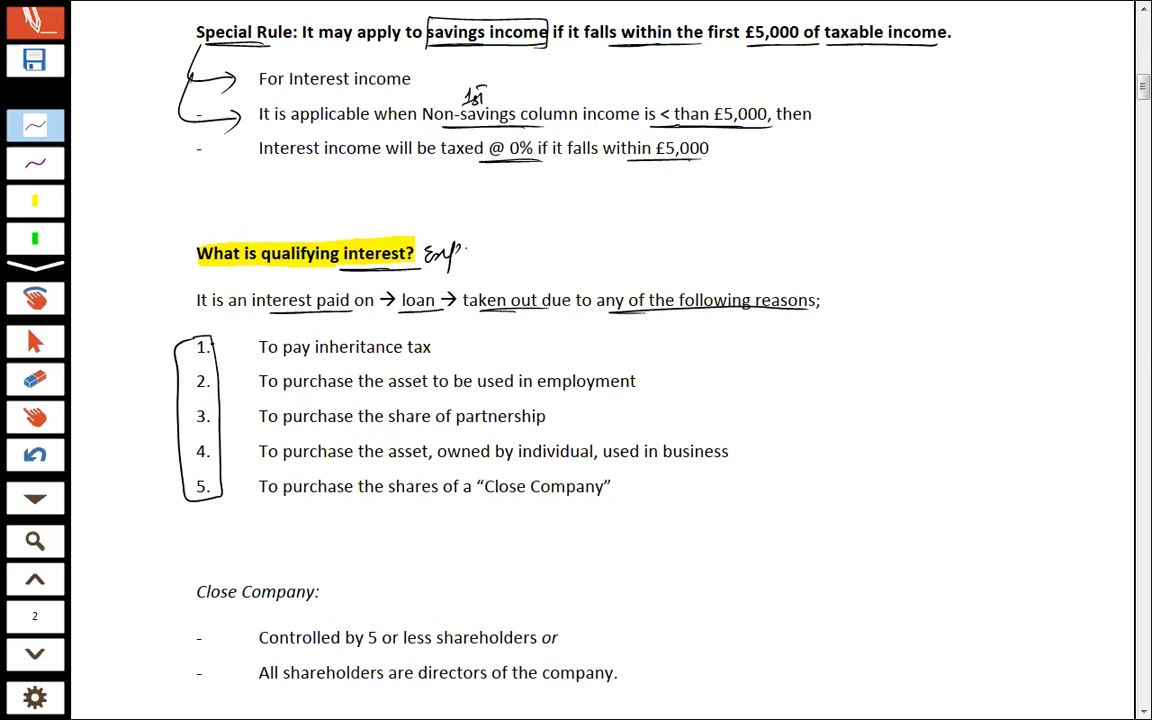 Special Rule: It may apply to savings income if it falls within the first £5,000 of taxable income.
For Interest income
1st
- It is applicable when Non-savings column income is < than £5,000, then
- Interest income will be taxed @ 0% if it falls within £5,000
What is qualifying interest?
It is an interest paid on → loan → taken out due to any of the following reasons;
1. To pay inheritance tax
2. To purchase the asset to be used in employment
3. To purchase the share of partnership
4. To purchase the asset, owned by individual, used in business
5. To purchase the shares of a “Close Company”
2
Close Company:
- Controlled by 5 or less shareholders or
- All shareholders are directors of the company.